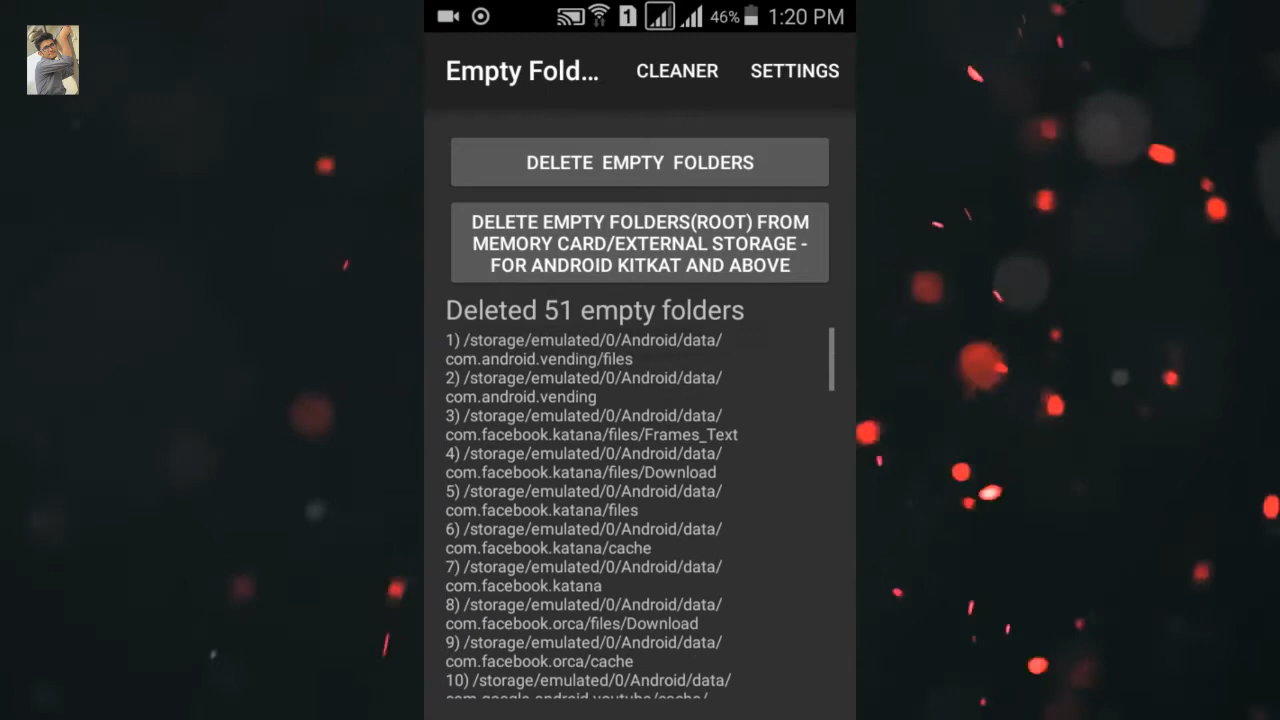 1 46% 1:20 PM
Empty Fold... CLEANER SETTINGS
DELETE EMPTY FOLDERS
DELETE EMPTY FOLDERS(ROOT) FROM
MEMORY CARD/EXTERNAL STORAGE -
FOR ANDROID KITKAT AND ABOVE
Deleted 51 empty folders
1) /storage/emulated/0/Android/data/
com.android.vending/files
2) /storage/emulated/0/Android/data/
com.android.vending
3) /storage/emulated/0/Android/data/
com.facebook.katana/files/Frames_Text
4) /storage/emulated/0/Android/data/
com.facebook.katana/files/Download
5) /storage/emulated/0/Android/data/
com.facebook.katana/files
6) /storage/emulated/0/Android/data/
com.facebook.katana/cache
7) /storage/emulated/0/Android/data/
com.facebook.katana
8) /storage/emulated/0/Android/data/
com.facebook.orca/files/Download
9) /storage/emulated/0/Android/data/
com.facebook.orca/cache
10) /storage/emulated/0/Android/data/
com.google.android.youtube/cache/